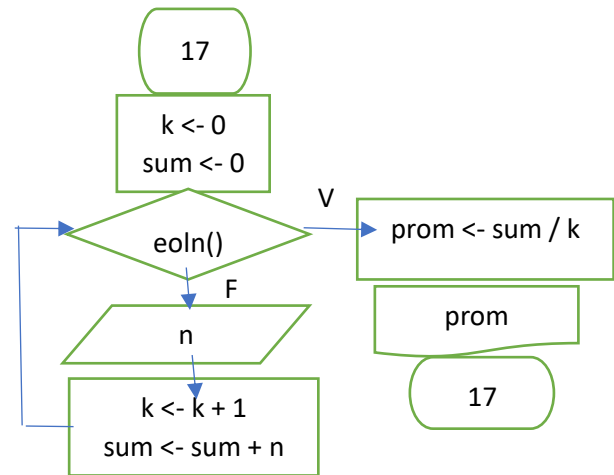 17
k <- 0
sum <- 0
V
eoln()
prom <- sum / k
F
n
prom
k <- k + 1
sum <- sum + n
17